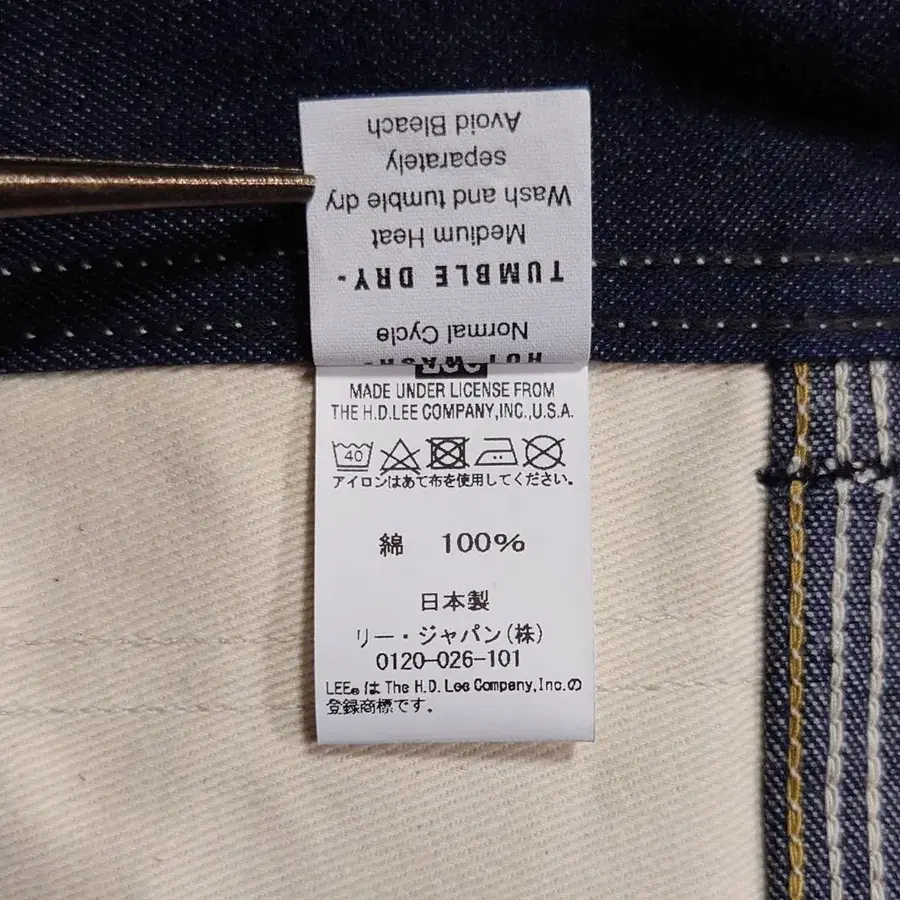 HOT WASH-
Normal Cycle
TUMBLE DRY-
Medium Heat
Wash and tumble dry
separately
Avoid Bleach
MADE UNDER LICENSE FROM
THE H.D.LEE COMPANY,INC.,U.S.A.
40
アイロンはあて布を使用してください。
綿 100%
日本製
リー・ジャパン(株)
0120-026-101
LEE®は The H.D. Lee Company,Inc.の
登録商標です。